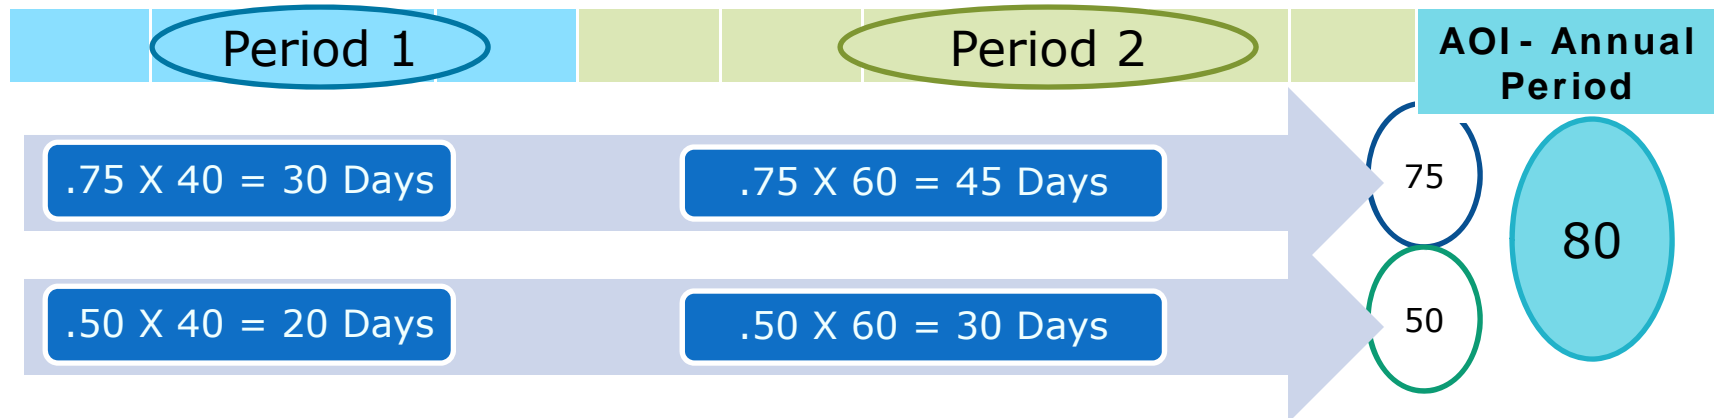 Period 1
Period 2
AOI - Annual
Period
.75 X 40 = 30 Days
.75 X 60 = 45 Days
75
80
.50 X 40 = 20 Days
.50 X 60 = 30 Days
50